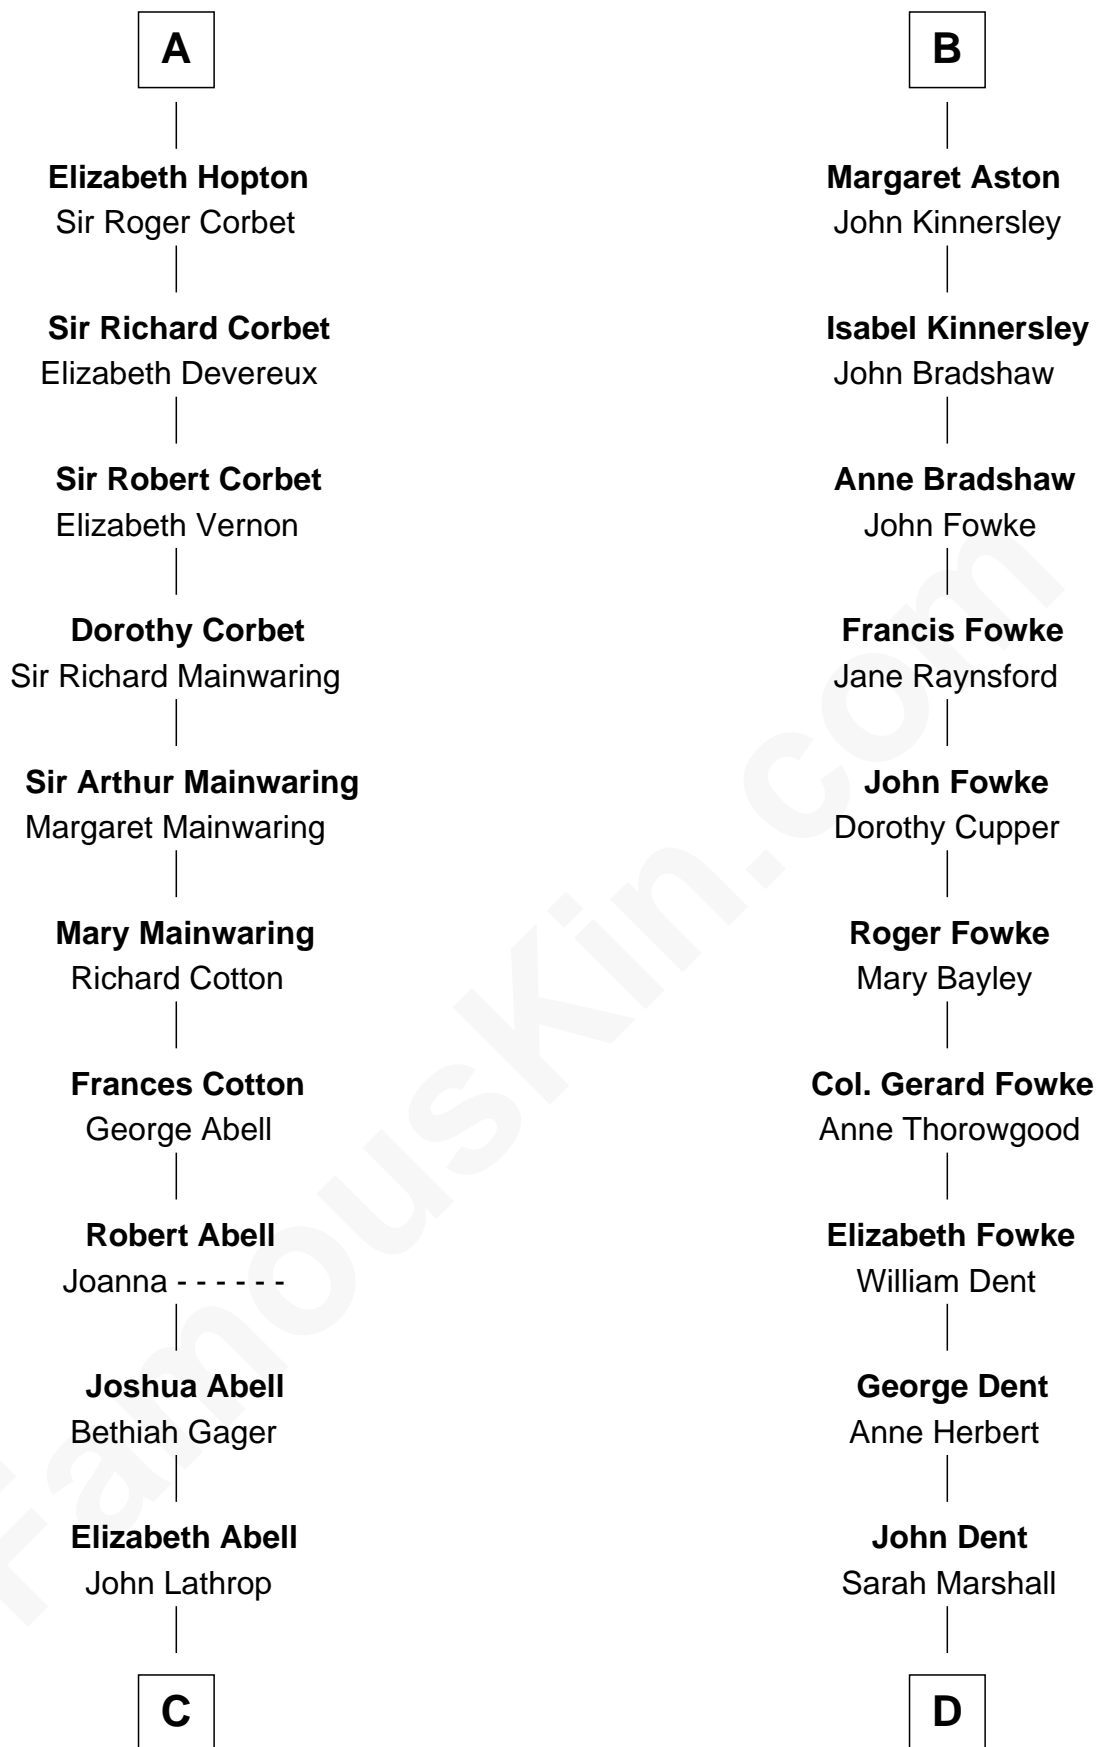 A
Elizabeth Hopton
Sir Roger Corbet
Sir Richard Corbet
Elizabeth Devereux
Sir Robert Corbet
Elizabeth Vernon
Dorothy Corbet
Sir Richard Mainwaring
Sir Arthur Mainwaring
Margaret Mainwaring
Mary Mainwaring
Richard Cotton
Frances Cotton
George Abell
Robert Abell
Joanna - - - - - -
Joshua Abell
Bethiah Gager
Elizabeth Abell
John Lathrop
C
B
Margaret Aston
John Kinnersley
Isabel Kinnersley
John Bradshaw
Anne Bradshaw
John Fowke
Francis Fowke
Jane Raynsford
John Fowke
Dorothy Cupper
Roger Fowke
Mary Bayley
Col. Gerard Fowke
Anne Thorowgood
Elizabeth Fowke
William Dent
George Dent
Anne Herbert
John Dent
Sarah Marshall
D
FamousKin.com